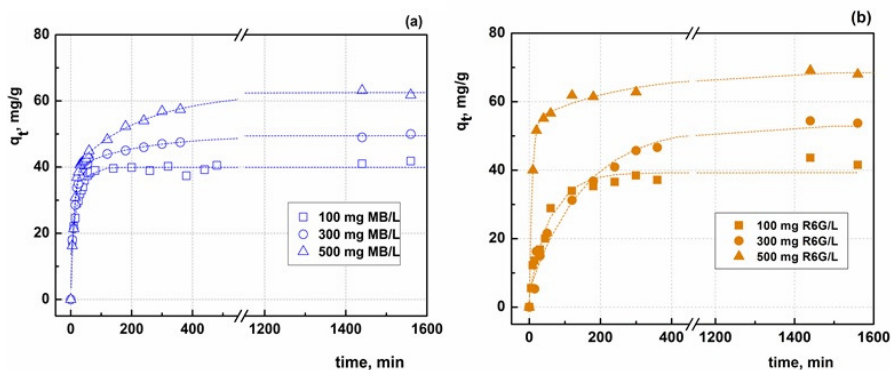 (a)
80
60
40
20
0
qt, mg/g
100 mg MB/L
300 mg MB/L
500 mg MB/L
0 200 400 1200 1400 1600
time, min
(b)
80
60
40
20
0
qt, mg/g
100 mg R6G/L
300 mg R6G/L
500 mg R6G/L
0 200 400 1200 1400 1600
time, min